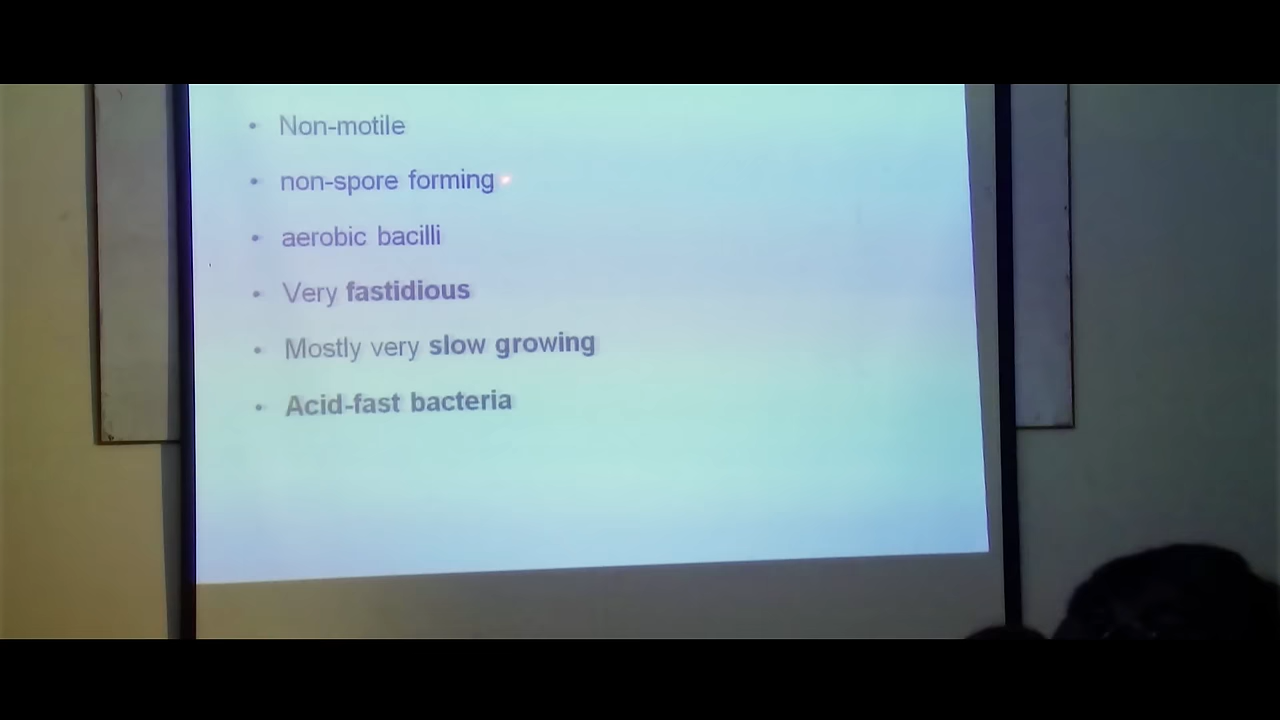 • Non-motile
• non-spore forming
• aerobic bacilli
• Very fastidious
• Mostly very slow growing
• Acid-fast bacteria